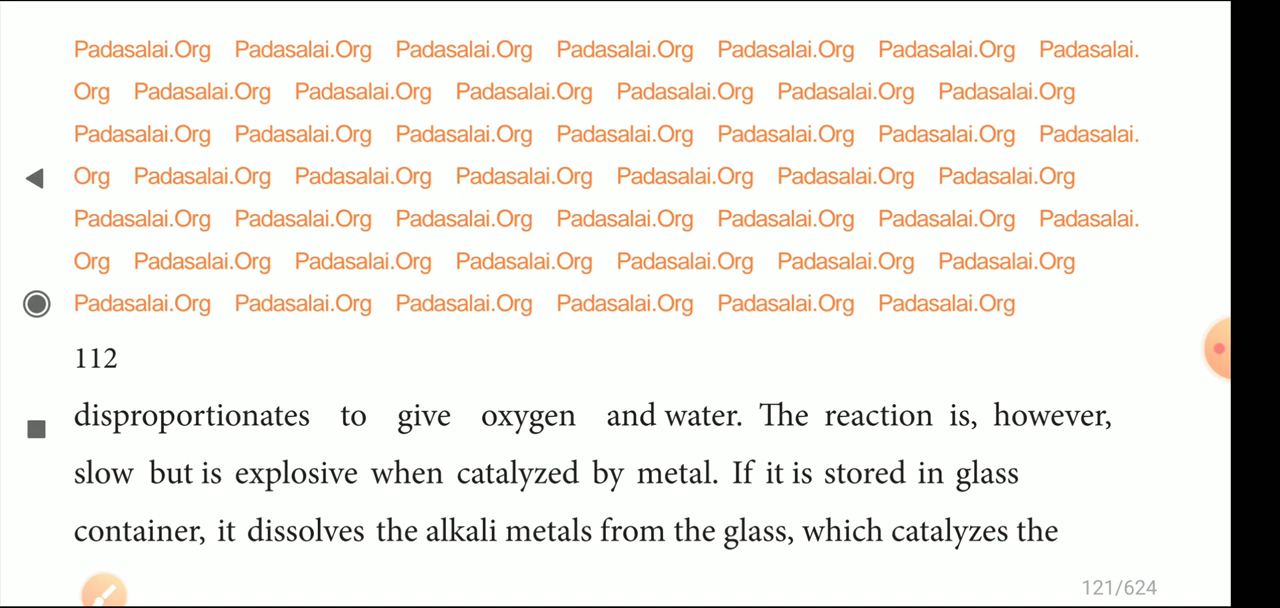 Padasalai.Org Padasalai.Org Padasalai.Org Padasalai.Org Padasalai.Org Padasalai.Org Padasalai.
Org Padasalai.Org Padasalai.Org Padasalai.Org Padasalai.Org Padasalai.Org Padasalai.Org
Padasalai.Org Padasalai.Org Padasalai.Org Padasalai.Org Padasalai.Org Padasalai.Org Padasalai.
Org Padasalai.Org Padasalai.Org Padasalai.Org Padasalai.Org Padasalai.Org Padasalai.Org
Padasalai.Org Padasalai.Org Padasalai.Org Padasalai.Org Padasalai.Org Padasalai.Org Padasalai.
Org Padasalai.Org Padasalai.Org Padasalai.Org Padasalai.Org Padasalai.Org Padasalai.Org
Padasalai.Org Padasalai.Org Padasalai.Org Padasalai.Org Padasalai.Org Padasalai.Org
112
disproportionates to give oxygen and water. The reaction is, however,
slow but is explosive when catalyzed by metal. If it is stored in glass
container, it dissolves the alkali metals from the glass, which catalyzes the
121/624